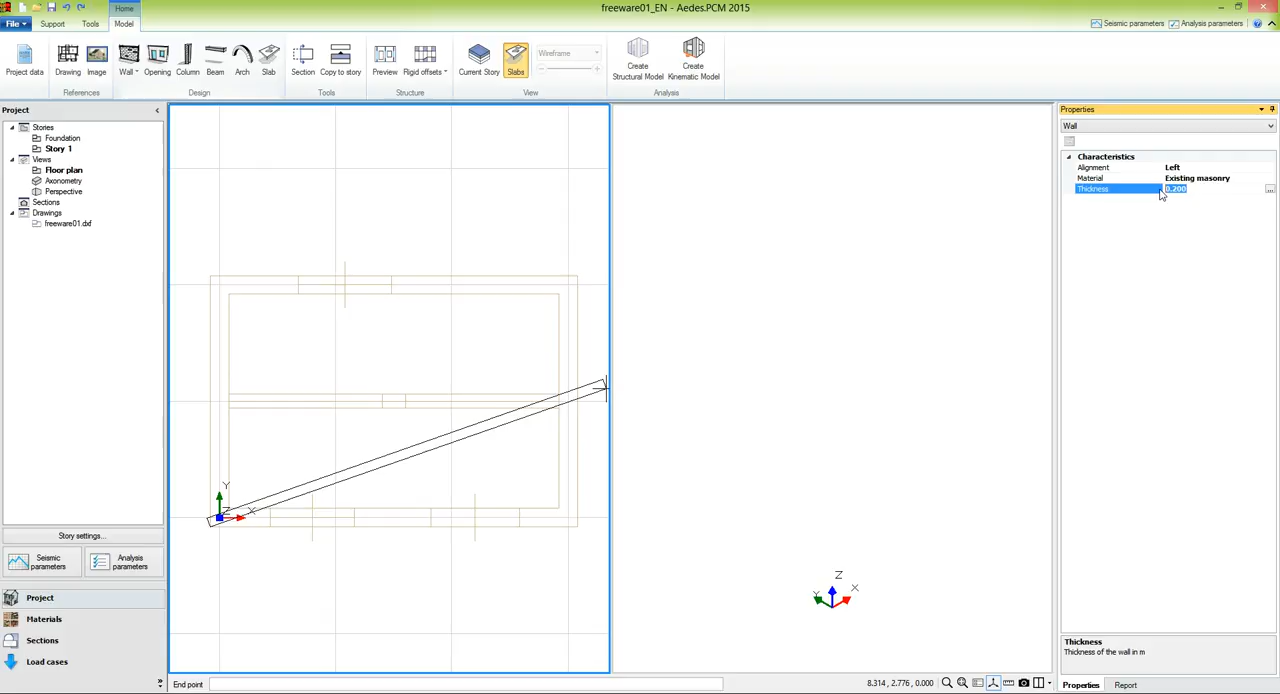 freeware01_EN - Aedes.PCM 2015
Home
File Support Tools Model
Seismic parameters Analysis parameters
Project data Drawing Image Wall Opening Column Beam Arch Slab Section Copy to story Preview Rigid offsets Current Story Slabs Wireframe Create Structural Model Create Kinematic Model
References Design Tools Structure View Analysis
Project
Stories
Foundation
Story 1
Views
Floor plan
Axonometry
Perspective
Sections
Drawings
freeware01.dxf
Story settings...
Seismic parameters
Analysis parameters
Project
Materials
Sections
Load cases
Y
Z
X
Z
Y
X
Properties
Wall
Characteristics
Alignment Left
Material Existing masonry
Thickness 0.200
Thickness
Thickness of the wall in m
Properties Report
End point
8.314 , 2.776 , 0.000